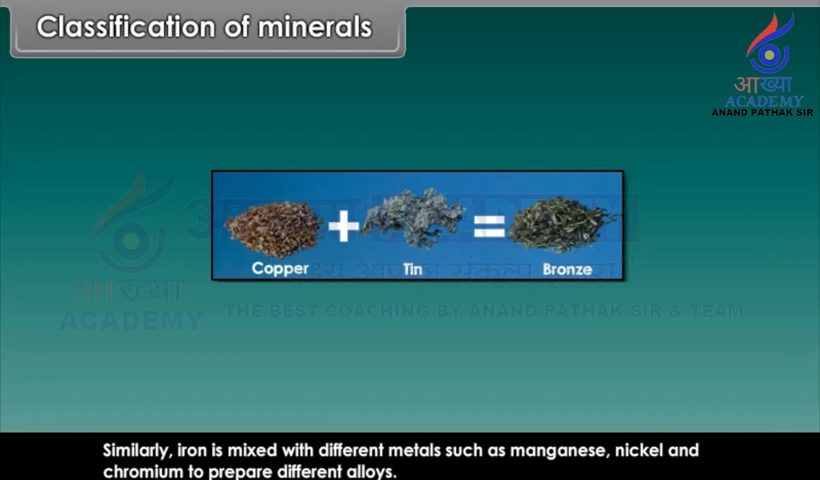 Classification of minerals
आख्या
ACADEMY
ANAND PATHAK SIR
Copper + Tin = Bronze
आख्या
ACADEMY
THE BEST COACHING BY ANAND PATHAK SIR & TEAM
Similarly, iron is mixed with different metals such as manganese, nickel and
chromium to prepare different alloys.